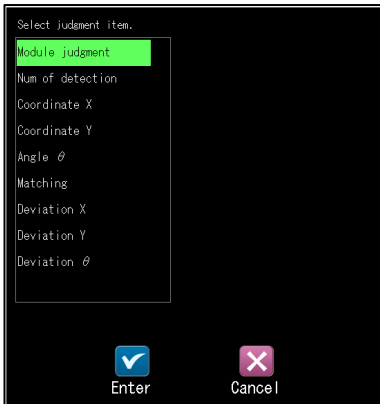 Select judgment item.
Module judgment
Num of detection
Coordinate X
Coordinate Y
Angle θ
Matching
Deviation X
Deviation Y
Deviation θ
Enter
Cancel